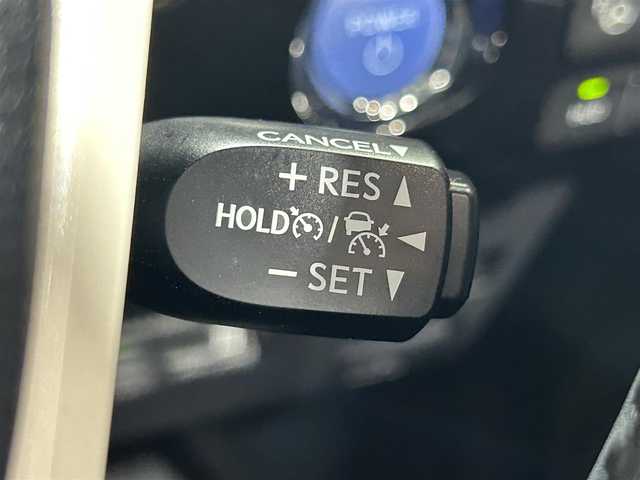 CANCEL▼
+ RES ▲
HOLD / ◀
− SET ▼